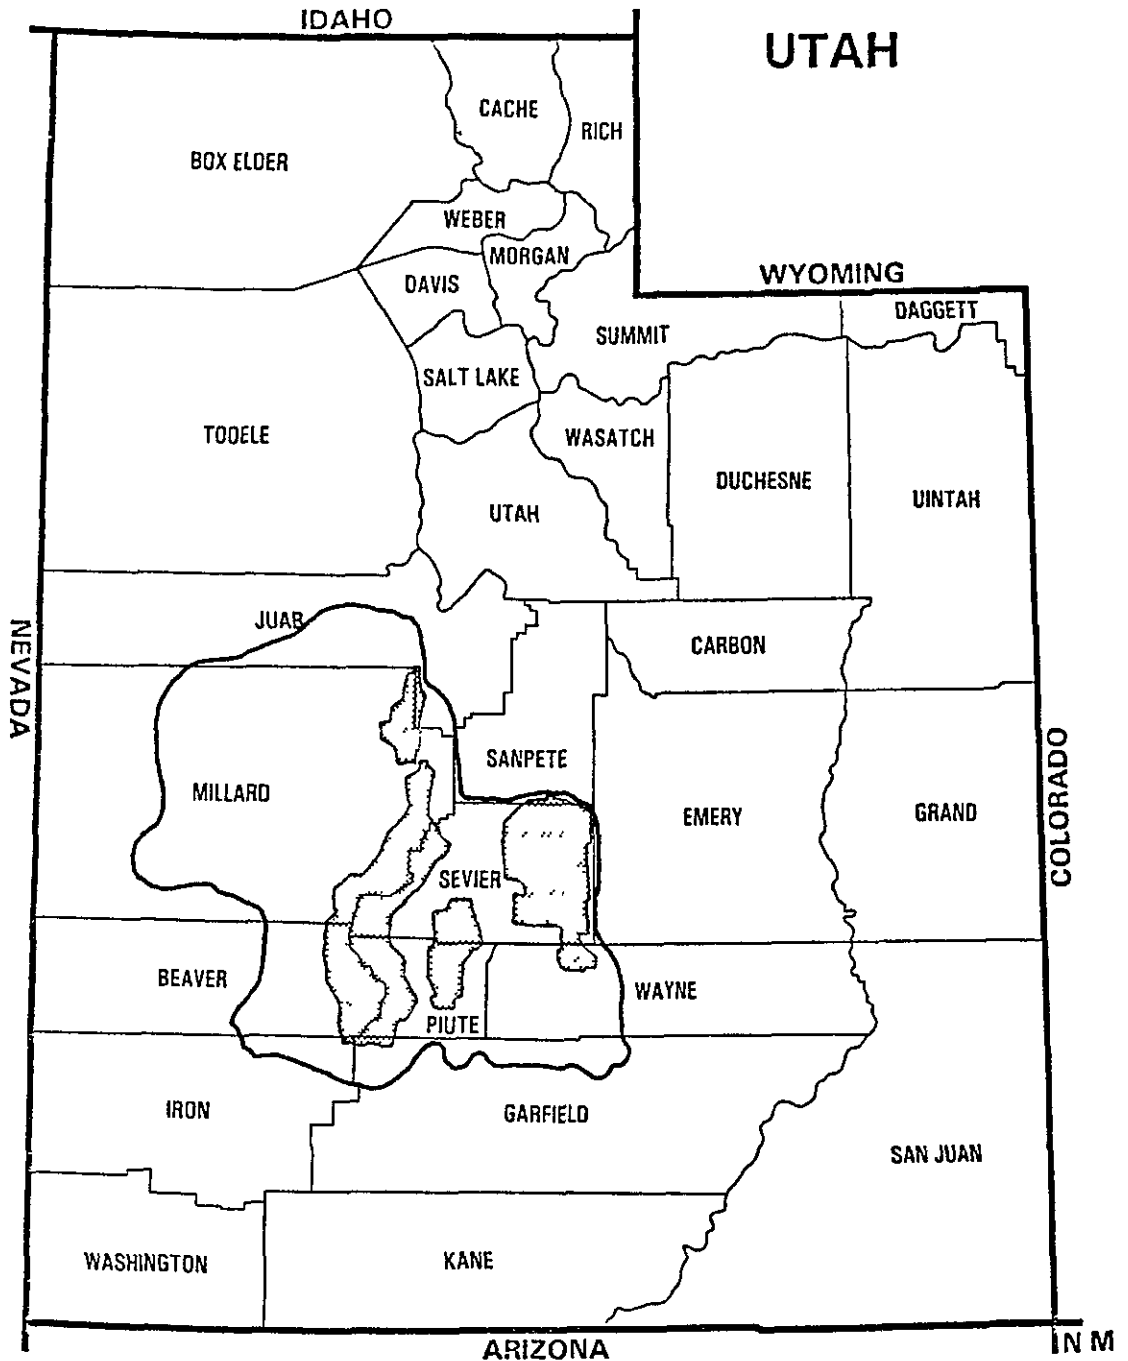 IDAHO
UTAH
CACHE
RICH
BOX ELDER
WEBER
MORGAN
WYOMING
DAVIS
DAGGETT
SUMMIT
SALT LAKE
TOOELE
WASATCH
DUCHESNE
UINTAH
UTAH
JUAB
NEVADA
CARBON
SANPETE
COLORADO
MILLARD
EMERY
GRAND
SEVIER
BEAVER
WAYNE
PIUTE
IRON
GARFIELD
SAN JUAN
WASHINGTON
KANE
ARIZONA
N M